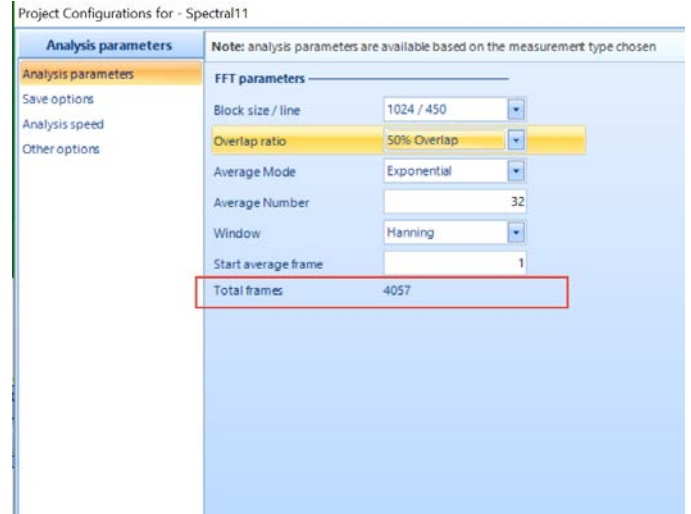 Project Configurations for - Spectral11
Analysis parameters
Note: analysis parameters are available based on the measurement type chosen
Analysis parameters
Save options
Analysis speed
Other options
FFT parameters
Block size / line 1024 / 450
Overlap ratio 50% Overlap
Average Mode Exponential
Average Number 32
Window Hanning
Start average frame 1
Total frames 4057